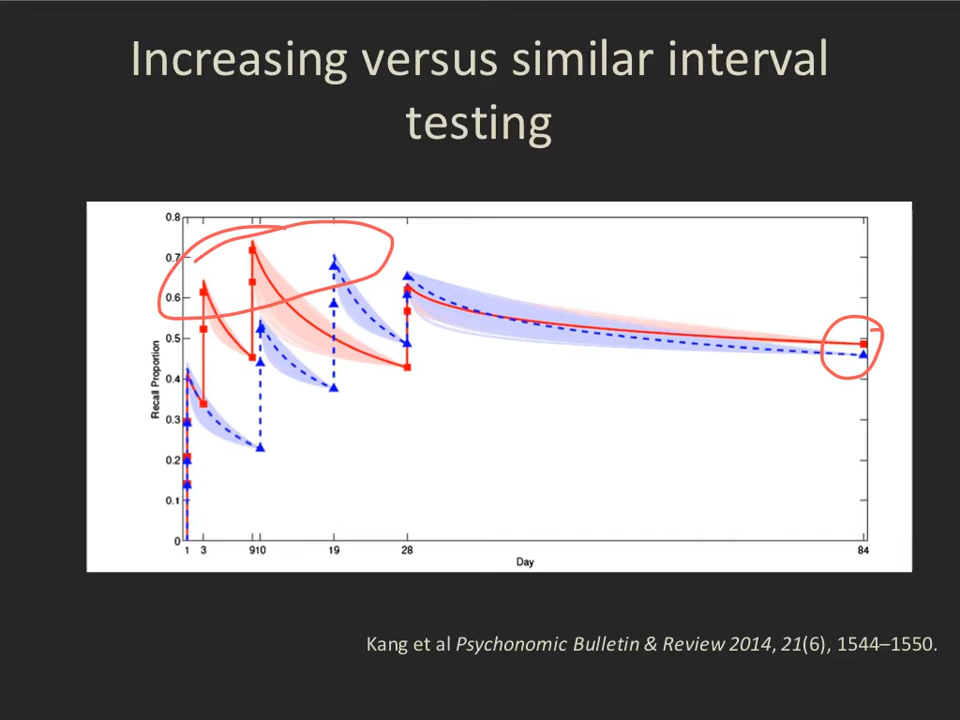 Increasing versus similar interval
testing
0.8
0.7
0.6
0.5
0.4
0.3
0.2
0.1
0
Recall Proportion
1 3 9 10 19 28 84
Day
Kang et al Psychonomic Bulletin & Review 2014, 21(6), 1544–1550.